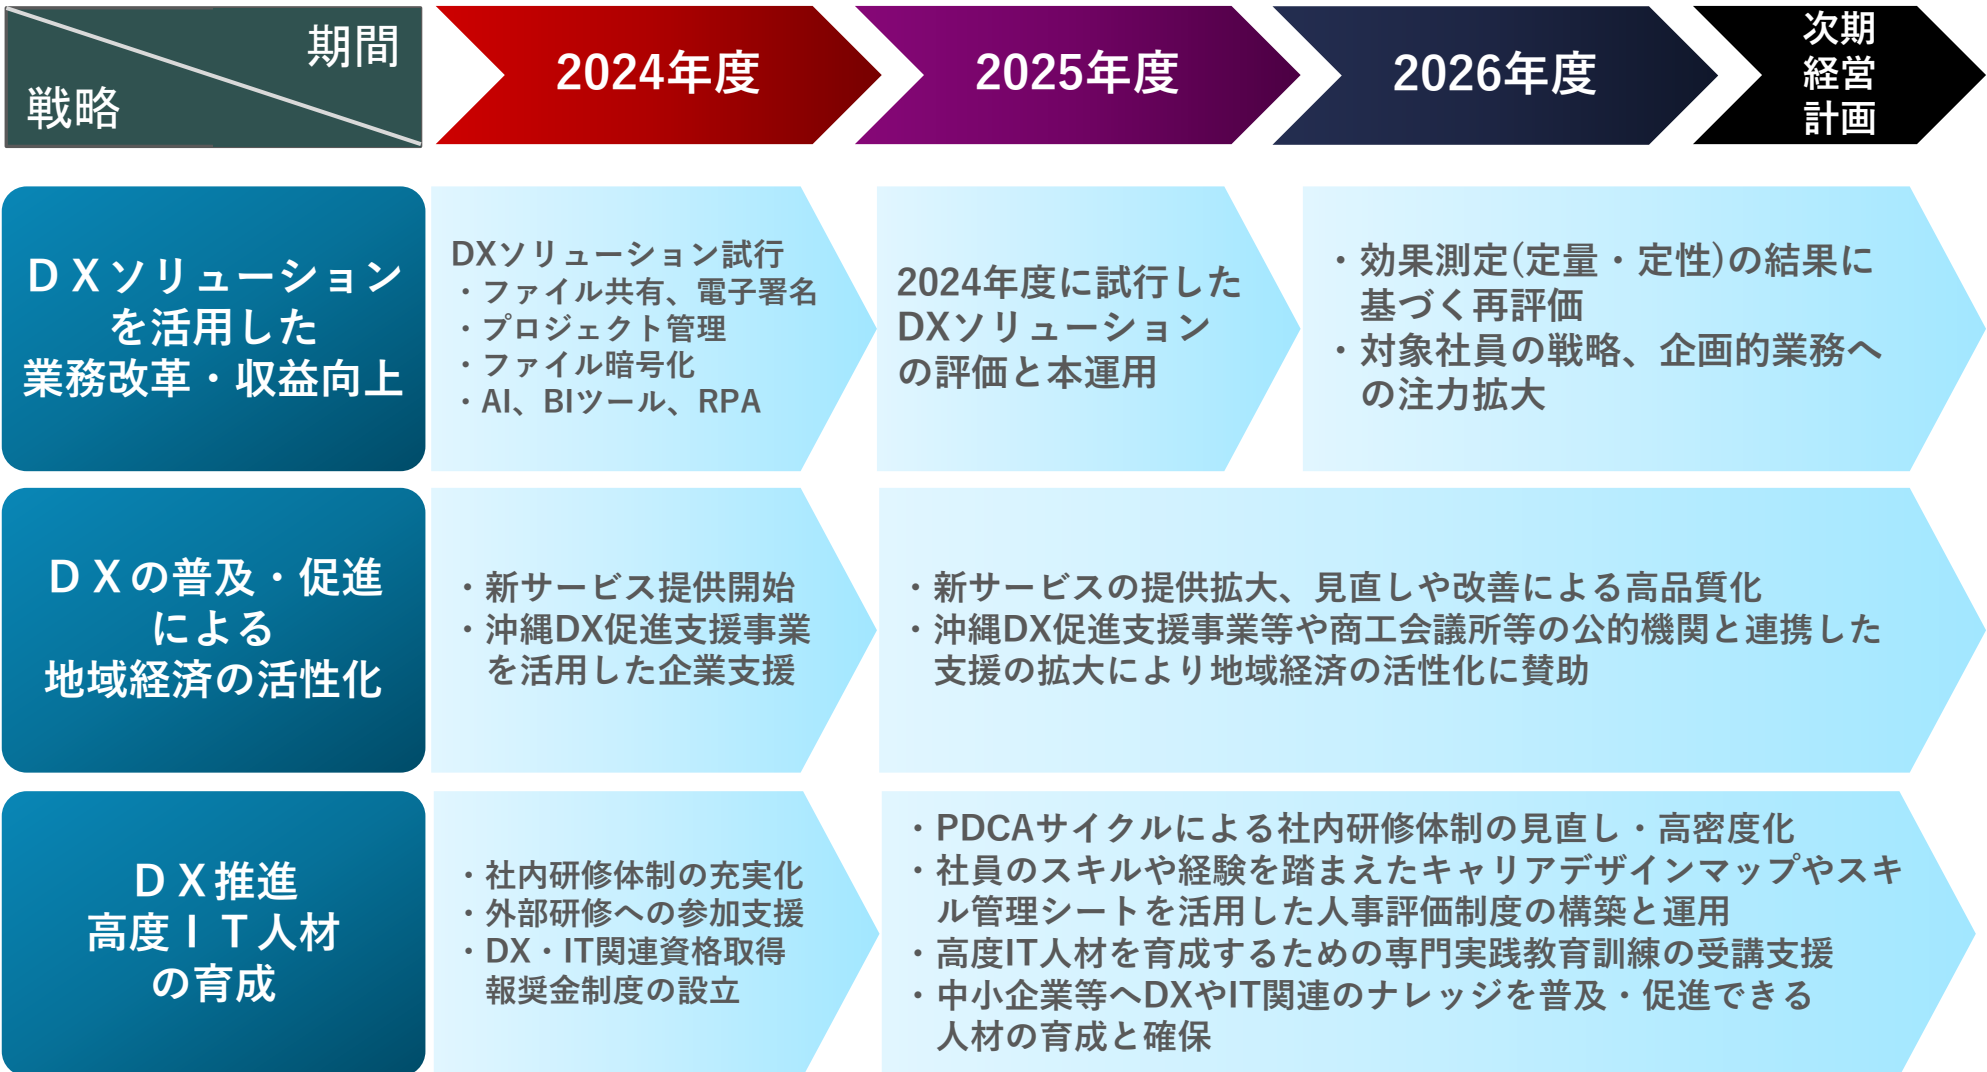 期間
戦略
2024年度
2025年度
2026年度
次期
経営
計画
ＤＸソリューション
を活用した
業務改革・収益向上
DXソリューション試行
・ファイル共有、電子署名
・プロジェクト管理
・ファイル暗号化
・AI、BIツール、RPA
2024年度に試行した
DXソリューション
の評価と本運用
・効果測定(定量・定性)の結果に
基づく再評価
・対象社員の戦略、企画的業務へ
の注力拡大
ＤＸの普及・促進
による
地域経済の活性化
・新サービス提供開始
・沖縄DX促進支援事業
を活用した企業支援
・新サービスの提供拡大、見直しや改善による高品質化
・沖縄DX促進支援事業等や商工会議所等の公的機関と連携した
支援の拡大により地域経済の活性化に賛助
ＤＸ推進
高度ＩＴ人材
の育成
・社内研修体制の充実化
・外部研修への参加支援
・DX・IT関連資格取得
報奨金制度の設立
・PDCAサイクルによる社内研修体制の見直し・高密度化
・社員のスキルや経験を踏まえたキャリアデザインマップやスキ
ル管理シートを活用した人事評価制度の構築と運用
・高度IT人材を育成するための専門実践教育訓練の受講支援
・中小企業等へDXやIT関連のナレッジを普及・促進できる
人材の育成と確保